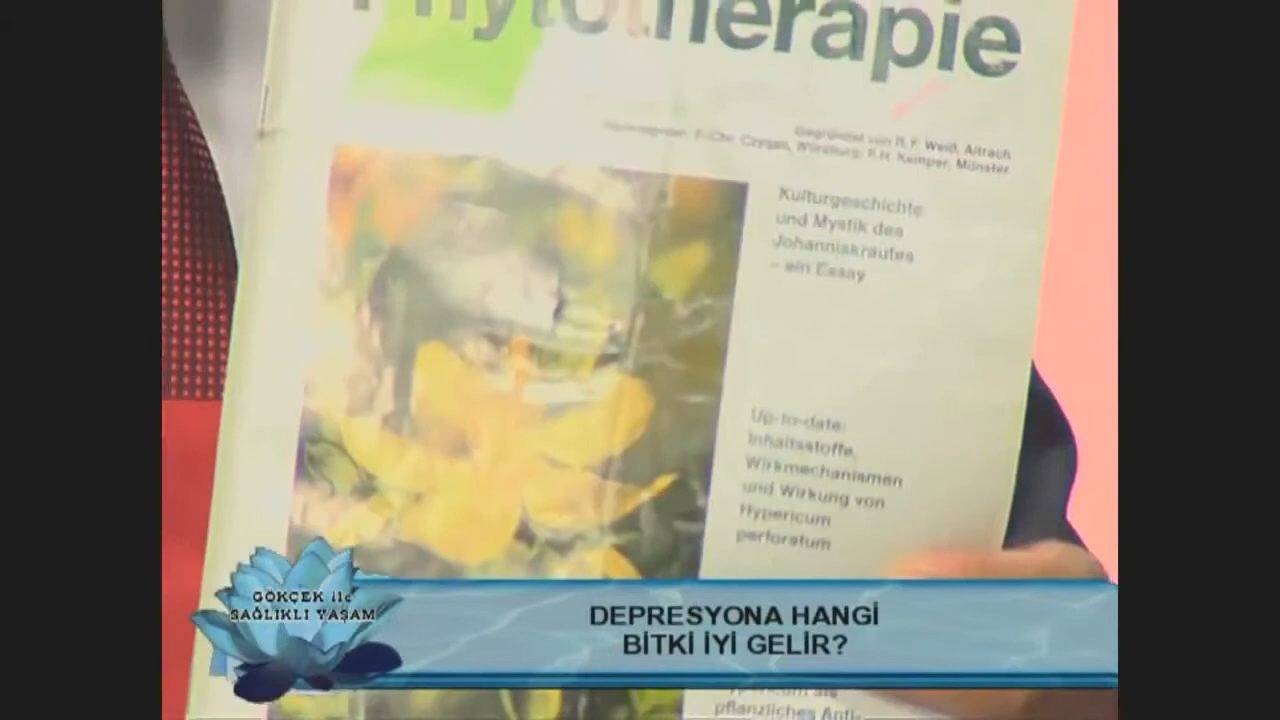 Phytotherapie
Gegründet von R. F. Weiß, Aitrach
Herausgeber: F.-Chr. Czygan, Würzburg; F. H. Kemper, Münster
Kulturgeschichte
und Mystik des
Johanniskrautes
– ein Essay
Up-to-date:
Inhaltsstoffe,
Wirkmechanismen
und Wirkung von
Hypericum
perforatum
GÖKÇEK ile
SAĞLIKLI YAŞAM
DEPRESYONA HANGİ
BİTKİ İYİ GELİR?
Hypericum als
pflanzliches Anti-